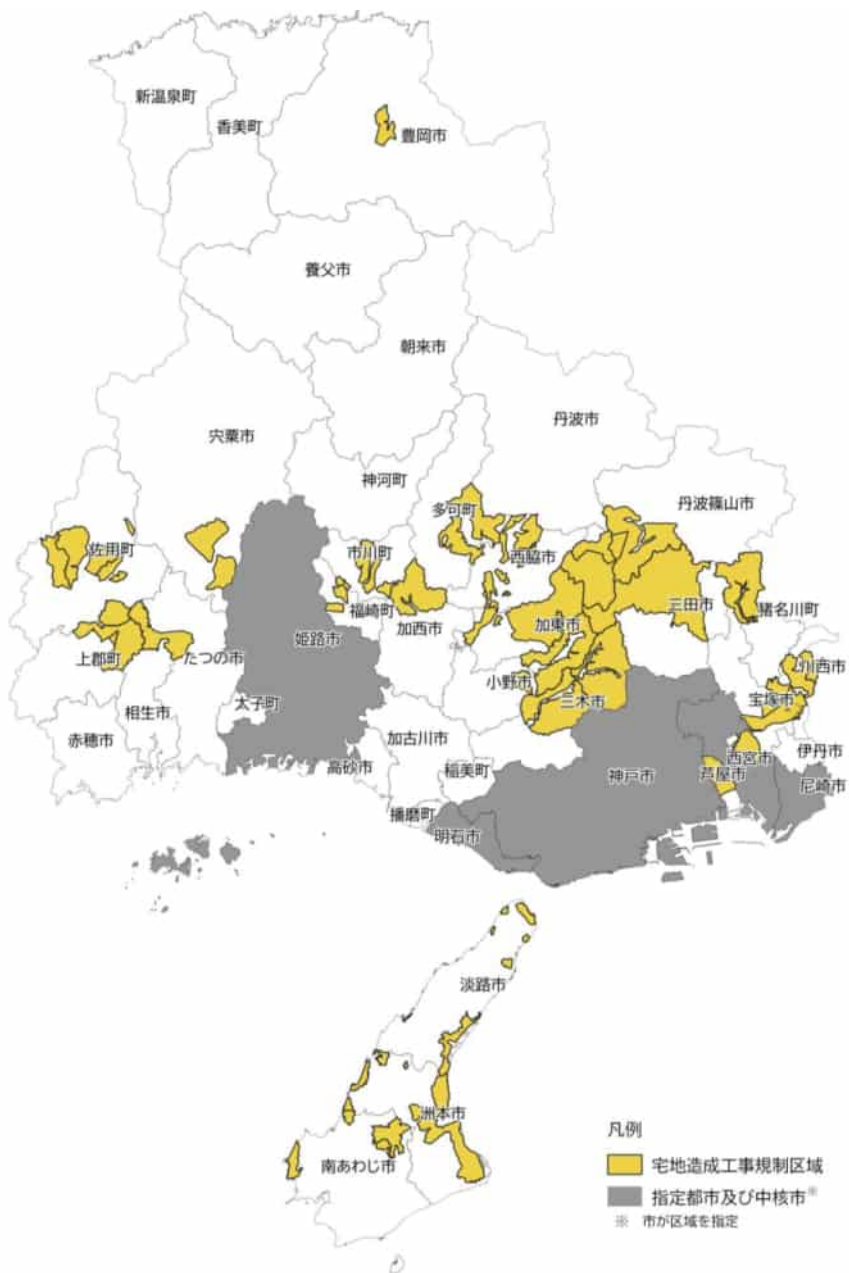 新温泉町
香美町
豊岡市
養父市
朝来市
丹波市
宍粟市
神河町
丹波篠山市
多可町
佐用町
市川町
西脇市
福崎町
加西市
加東市
三田市
猪名川町
上郡町
たつの市
姫路市
川西市
小野市
三木市
宝塚市
太子町
相生市
赤穂市
加古川市
西宮市
伊丹市
高砂市
稲美町
神戸市
芦屋市
尼崎市
播磨町
明石市
淡路市
洲本市
南あわじ市
凡例
宅地造成工事規制区域
指定都市及び中核市※
※ 市が区域を指定